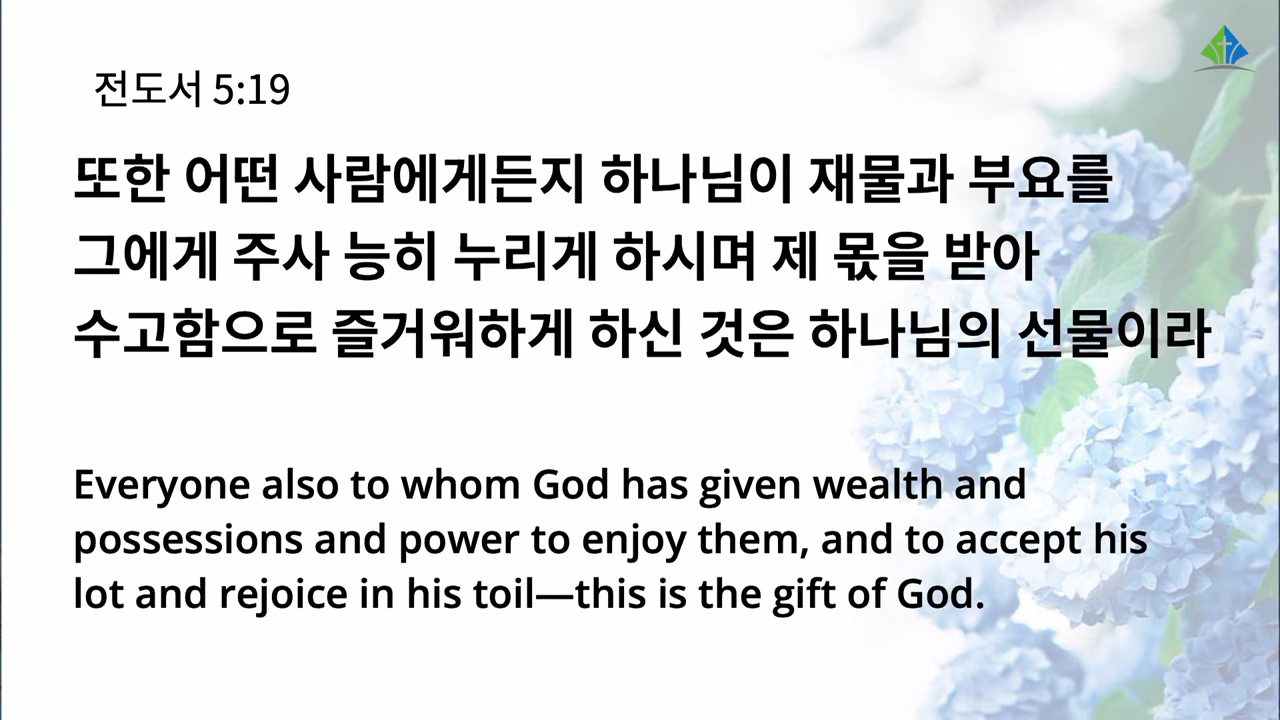 전도서 5:19
또한 어떤 사람에게든지 하나님이 재물과 부요를
그에게 주사 능히 누리게 하시며 제 몫을 받아
수고함으로 즐거워하게 하신 것은 하나님의 선물이라
Everyone also to whom God has given wealth and
possessions and power to enjoy them, and to accept his
lot and rejoice in his toil—this is the gift of God.